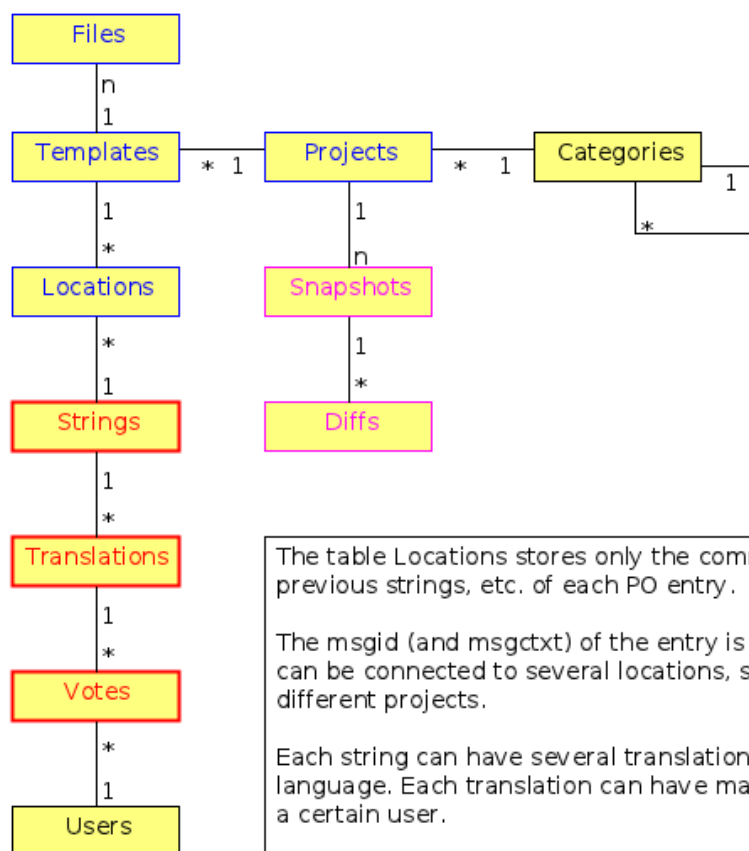 Files
n
1
Templates
* 1
Projects
* 1
Categories
1
*
1
*
1
n
Locations
Snapshots
*
1
1
*
Strings
Diffs
1
*
Translations
1
*
Votes
*
1
Users
The table Locations stores only the
previous strings, etc. of each PO entry.
The msgid (and msgctxt) of the entry is
can be connected to several locations,
different projects.
Each string can have several
language. Each translation can have
a certain user.